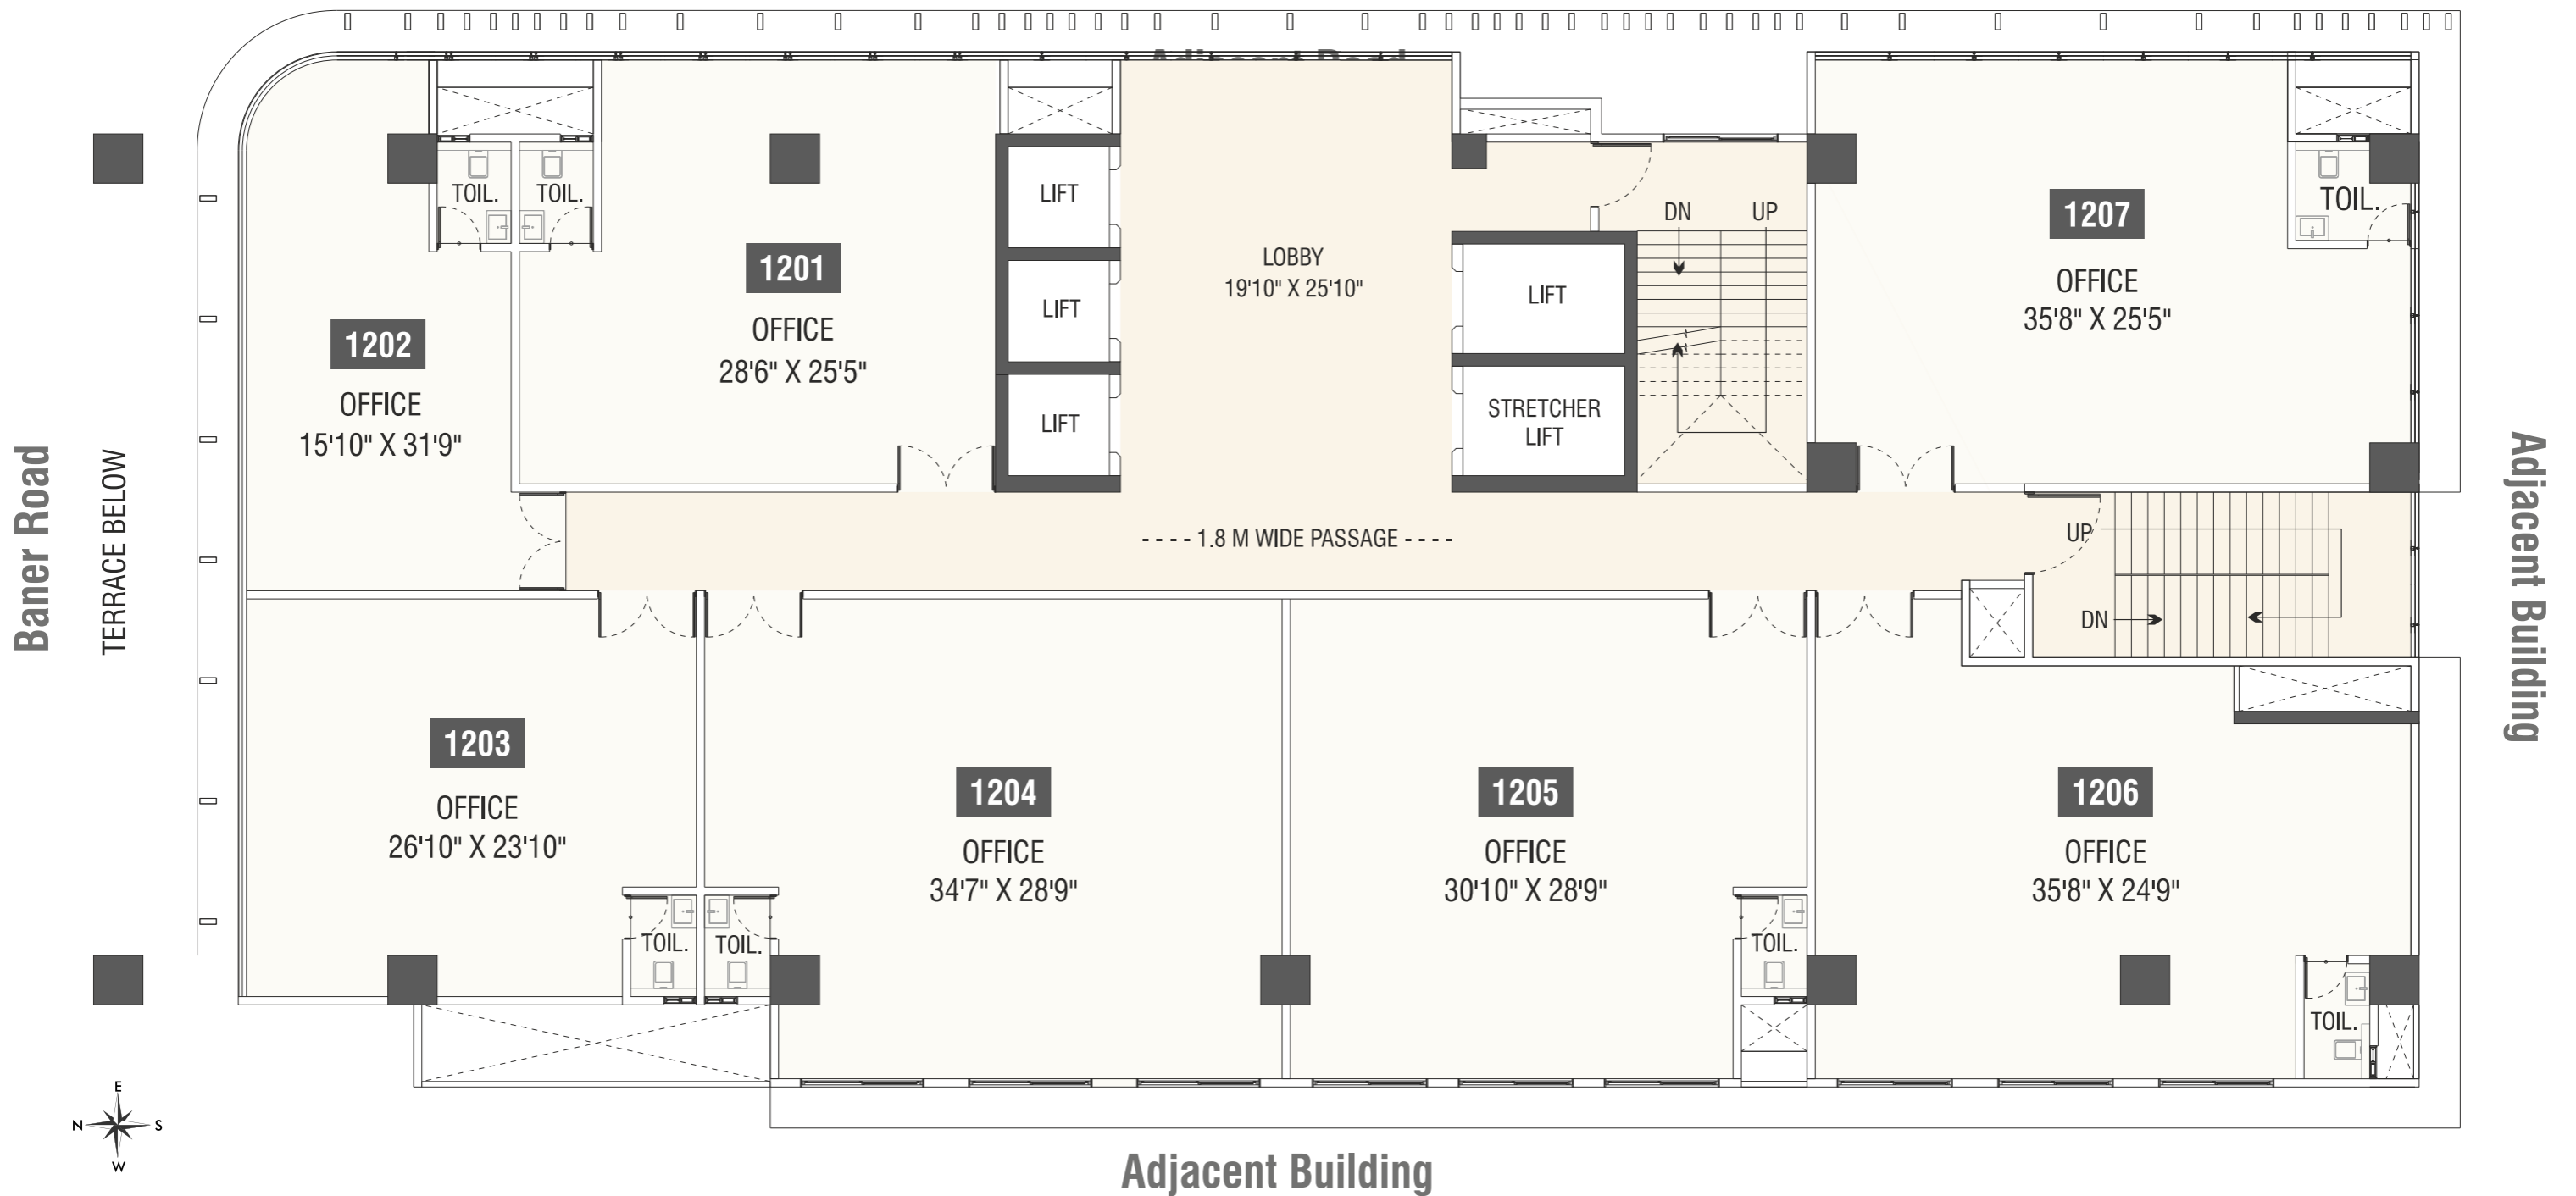 Adjacent Road
1202
OFFICE
15'10" X 31'9"
TOIL.
TOIL.
1201
OFFICE
28'6" X 25'5"
LIFT
LIFT
LIFT
LOBBY
19'10" X 25'10"
LIFT
STRETCHER
LIFT
DN
UP
1207
OFFICE
35'8" X 25'5"
TOIL.
Baner Road
TERRACE BELOW
- - - - 1.8 M WIDE PASSAGE - - - -
UP
DN
Adjacent Building
1203
OFFICE
26'10" X 23'10"
TOIL.
TOIL.
1204
OFFICE
34'7" X 28'9"
1205
OFFICE
30'10" X 28'9"
TOIL.
1206
OFFICE
35'8" X 24'9"
TOIL.
E
N
S
W
Adjacent Building